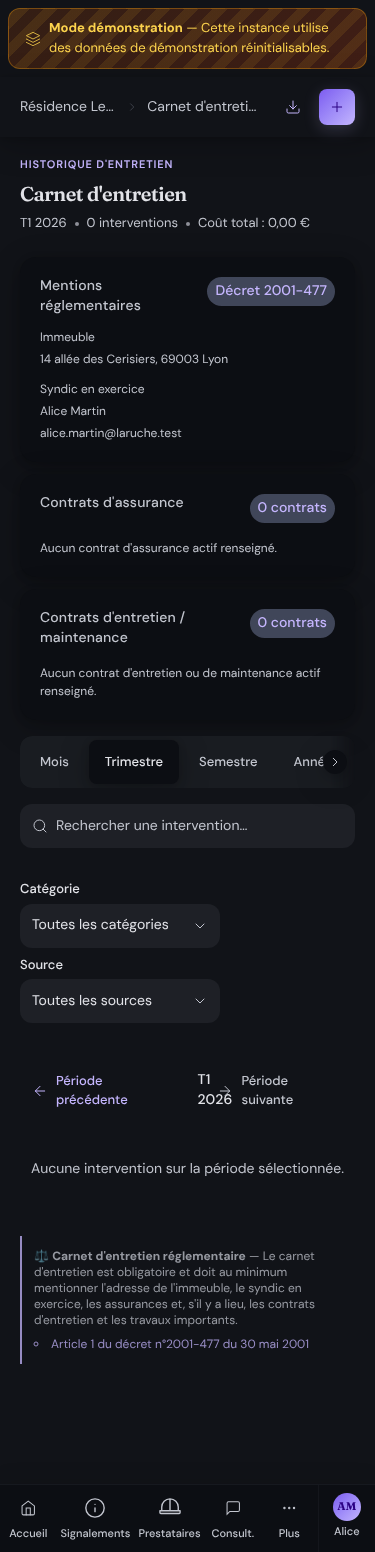 Mode démonstration — Cette instance utilise
des données de démonstration réinitialisables.
Résidence Le… > Carnet d'entreti…
HISTORIQUE D'ENTRETIEN
Carnet d'entretien
T1 2026 • 0 interventions • Coût total : 0,00 €
Mentions
réglementaires
Décret 2001-477
Immeuble
14 allée des Cerisiers, 69003 Lyon
Syndic en exercice
Alice Martin
alice.martin@laruche.test
Contrats d'assurance
0 contrats
Aucun contrat d'assurance actif renseigné.
Contrats d'entretien /
maintenance
0 contrats
Aucun contrat d'entretien ou de maintenance actif
renseigné.
Mois Trimestre Semestre Anné
Rechercher une intervention…
Catégorie
Toutes les catégories
Source
Toutes les sources
Période
précédente
T1
2026
Période
suivante
Aucune intervention sur la période sélectionnée.
⚖️ Carnet d'entretien réglementaire — Le carnet
d'entretien est obligatoire et doit au minimum
mentionner l'adresse de l'immeuble, le syndic en
exercice, les assurances et, s'il y a lieu, les contrats
d'entretien et les travaux importants.
Article 1 du décret n°2001-477 du 30 mai 2001
AM
Accueil Signalements Prestataires Consult. Plus Alice